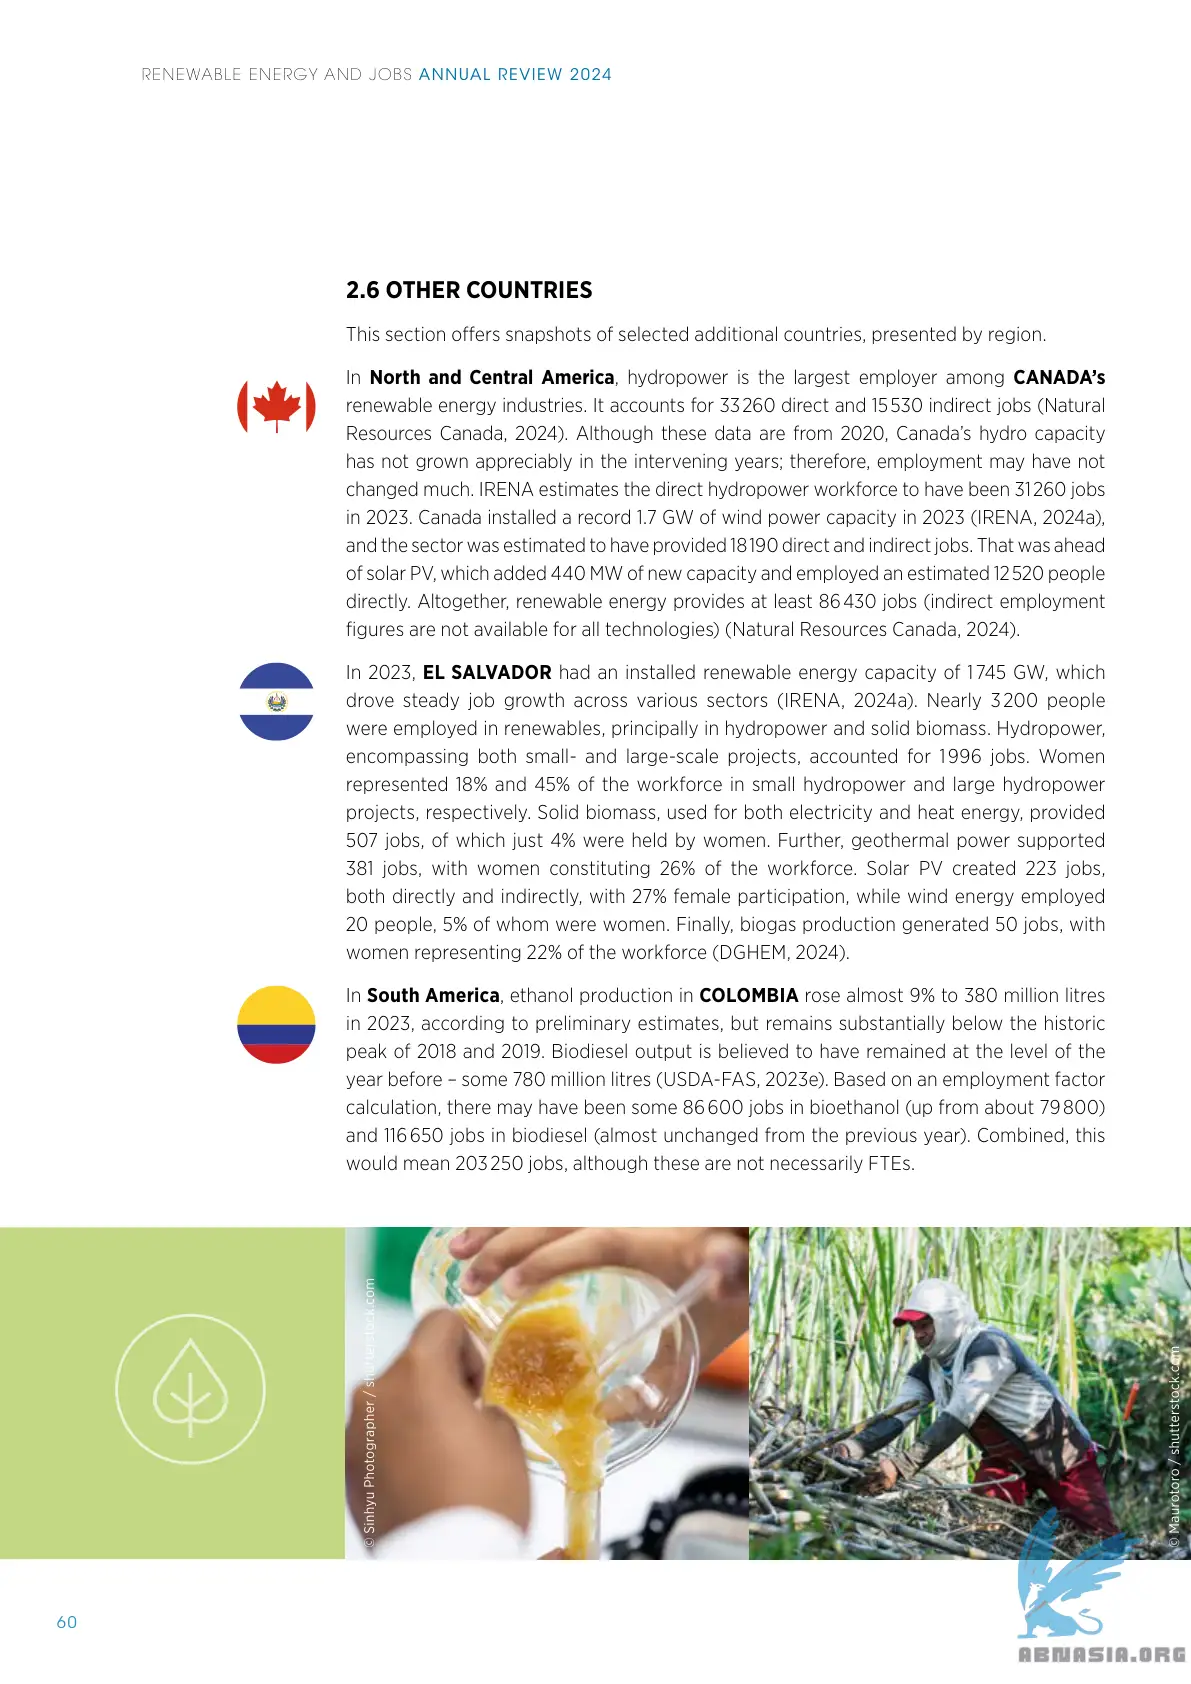 RENEWABLE ENERGY AND JOBS ANNUAL REVIEW 2024
2.6 OTHER COUNTRIES
This section offers snapshots of selected additional countries, presented by region.
In North and Central America, hydropower is the largest employer among CANADA's
renewable energy industries. It accounts for 33 260 direct and 15 530 indirect jobs (Natural
Resources Canada, 2024). Although these data are from 2020, Canada's hydro capacity
has not grown appreciably in the intervening years; therefore, employment may have not
changed much. IRENA estimates the direct hydropower workforce to have been 31 260 jobs
in 2023. Canada installed a record 1.7 GW of wind power capacity in 2023 (IRENA, 2024a),
and the sector was estimated to have provided 18 190 direct and indirect jobs. That was ahead
of solar PV, which added 440 MW of new capacity and employed an estimated 12 520 people
directly. Altogether, renewable energy provides at least 86 430 jobs (indirect employment
figures are not available for all technologies) (Natural Resources Canada, 2024).
In 2023, EL SALVADOR had an installed renewable energy capacity of 1 745 GW, which
drove steady job growth across various sectors (IRENA, 2024a). Nearly 3 200 people
were employed in renewables, principally in hydropower and solid biomass. Hydropower,
encompassing both small- and large-scale projects, accounted for 1 996 jobs. Women
represented 18% and 45% of the workforce in small hydropower and large hydropower
projects, respectively. Solid biomass, used for both electricity and heat energy, provided
507 jobs, of which just 4% were held by women. Further, geothermal power supported
381 jobs, with women constituting 26% of the workforce. Solar PV created 223 jobs,
both directly and indirectly, with 27% female participation, while wind energy employed
20 people, 5% of whom were women. Finally, biogas production generated 50 jobs, with
women representing 22% of the workforce (DGHEM, 2024).
In South America, ethanol production in COLOMBIA rose almost 9% to 380 million litres
in 2023, according to preliminary estimates, but remains substantially below the historic
peak of 2018 and 2019. Biodiesel output is believed to have remained at the level of the
year before – some 780 million litres (USDA-FAS, 2023e). Based on an employment factor
calculation, there may have been some 86 600 jobs in bioethanol (up from about 79 800)
and 116 650 jobs in biodiesel (almost unchanged from the previous year). Combined, this
would mean 203 250 jobs, although these are not necessarily FTEs.
© Sinhyu Photographer / shutterstock.com
© Maurotoro / shutterstock.com
60
ABNASIA.ORG